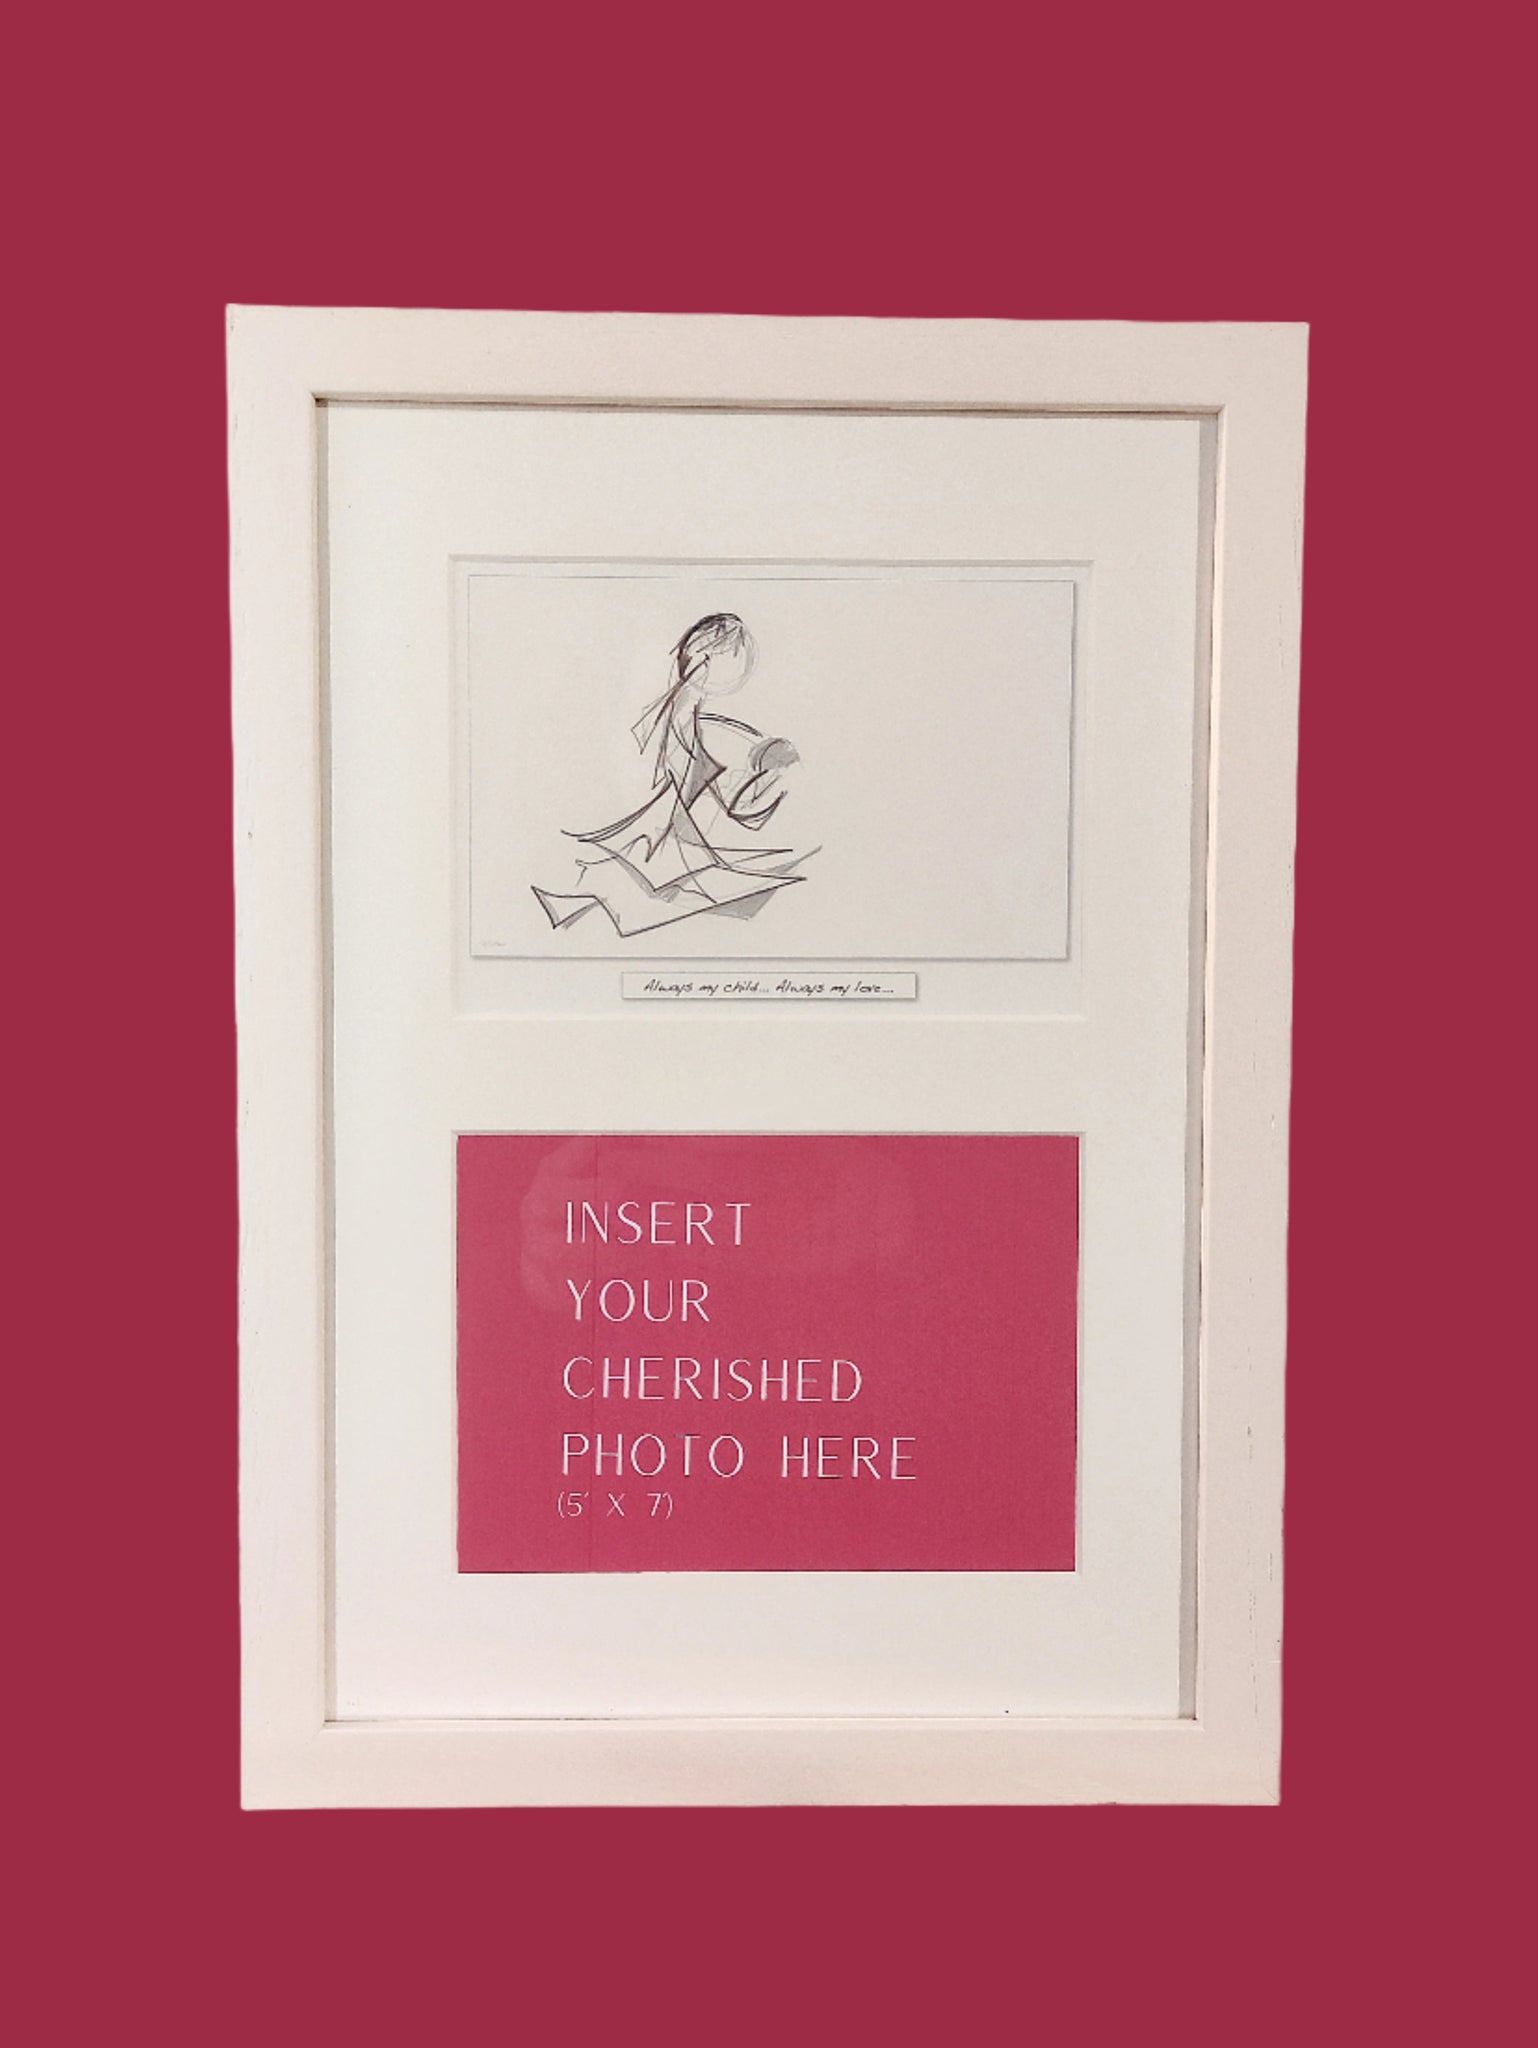 Always my child... Always my love...
INSERT
YOUR
CHERISHED
PHOTO HERE
(5' X 7')